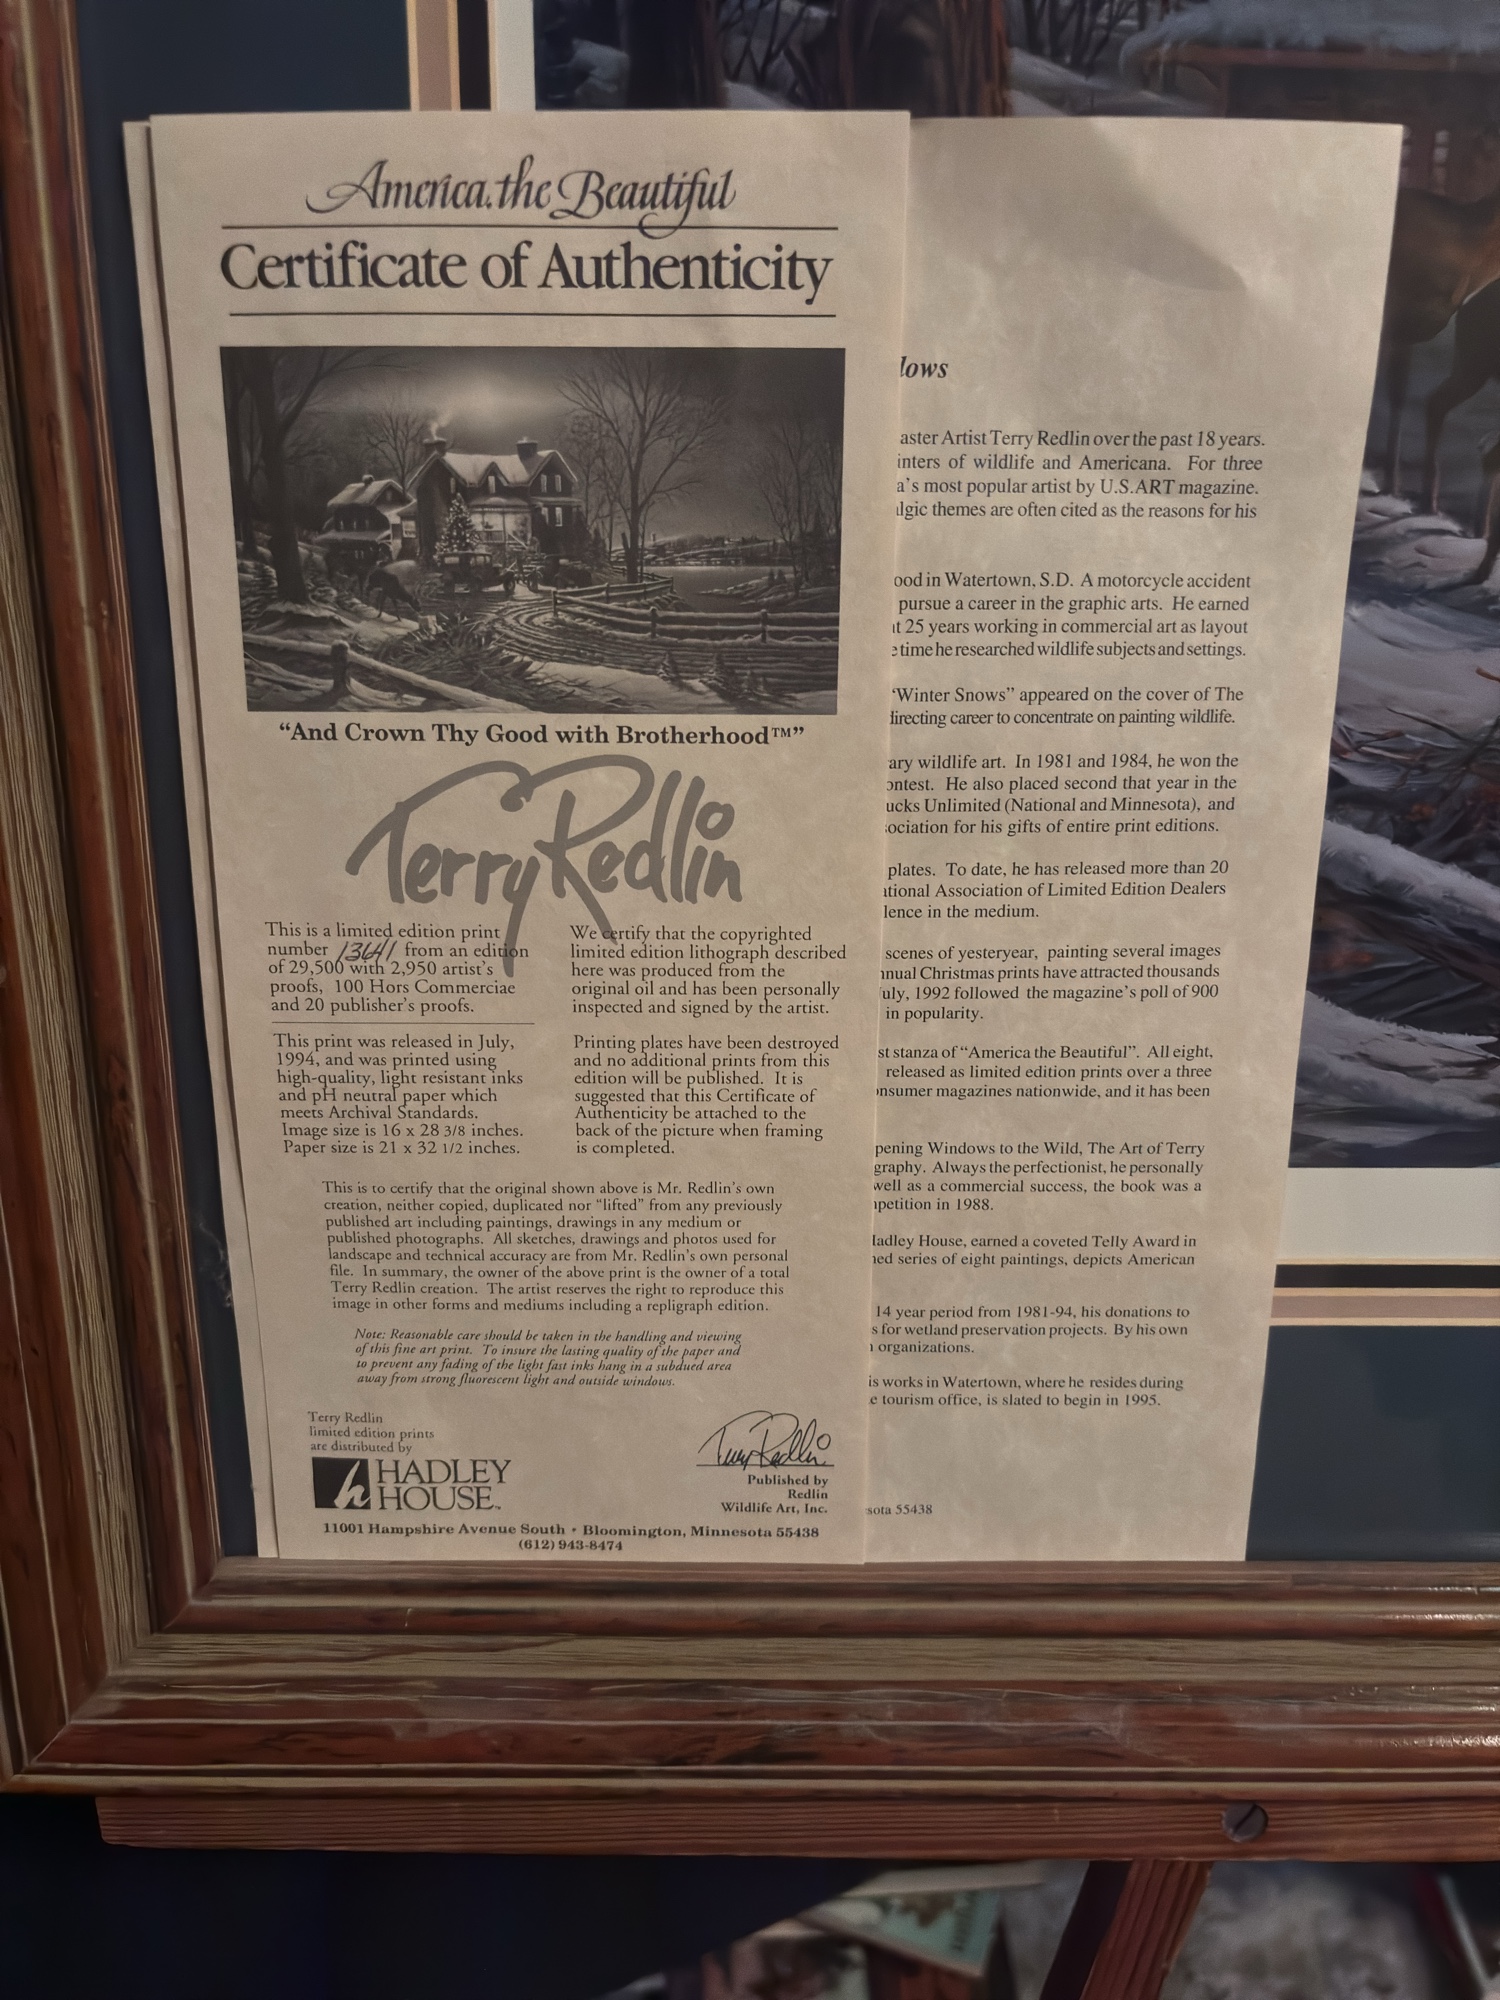 America the Beautiful
Certificate of Authenticity
"And Crown Thy Good with Brotherhood™"
Terry Redlin
This is a limited edition print
number 13641 from an edition
of 29,500 with 2,950 artist's
proofs, 100 Hors Commerciae
and 20 publisher's proofs.
This print was released in July,
1994, and was printed using
high-quality, light resistant inks
and pH neutral paper which
meets Archival Standards.
Image size is 16 x 28 3/8 inches.
Paper size is 21 x 32 1/2 inches.
We certify that the copyrighted
limited edition lithograph described
here was produced from the
original oil and has been personally
inspected and signed by the artist.
Printing plates have been destroyed
and no additional prints from this
edition will be published. It is
suggested that this Certificate of
Authenticity be attached to the
back of the picture when framing
is completed.
This is to certify that the original shown above is Mr. Redlin's own
creation, neither copied, duplicated nor "lifted" from any previously
published art including paintings, drawings in any medium or
published photographs. All sketches, drawings and photos used for
landscape and technical accuracy are from Mr. Redlin's own personal
file. In summary, the owner of the above print is the owner of a total
Terry Redlin creation. The artist reserves the right to reproduce this
image in other forms and mediums including a repligraph edition.
Note: Reasonable care should be taken in the handling and viewing
of this fine art print. To insure the lasting quality of the paper and
to prevent any fading of the light fast inks hang in a subdued area
away from strong fluorescent light and outside windows.
Terry Redlin
limited edition prints
are distributed by
h HADLEY
HOUSE™
Terry Redlin
Published by
Redlin
Wildlife Art, Inc.
11001 Hampshire Avenue South • Bloomington, Minnesota 55438
(612) 943-8474
lows
aster Artist Terry Redlin over the past 18 years.
inters of wildlife and Americana. For three
a's most popular artist by U.S.ART magazine.
lgic themes are often cited as the reasons for his
ood in Watertown, S.D. A motorcycle accident
pursue a career in the graphic arts. He earned
t 25 years working in commercial art as layout
e time he researched wildlife subjects and settings.
"Winter Snows" appeared on the cover of The
directing career to concentrate on painting wildlife.
ary wildlife art. In 1981 and 1984, he won the
ontest. He also placed second that year in the
ucks Unlimited (National and Minnesota), and
ociation for his gifts of entire print editions.
plates. To date, he has released more than 20
ational Association of Limited Edition Dealers
lence in the medium.
scenes of yesteryear, painting several images
nnual Christmas prints have attracted thousands
uly, 1992 followed the magazine's poll of 900
in popularity.
st stanza of "America the Beautiful". All eight,
released as limited edition prints over a three
onsumer magazines nationwide, and it has been
pening Windows to the Wild, The Art of Terry
graphy. Always the perfectionist, he personally
well as a commercial success, the book was a
mpetition in 1988.
Hadley House, earned a coveted Telly Award in
ned series of eight paintings, depicts American
14 year period from 1981-94, his donations to
s for wetland preservation projects. By his own
n organizations.
is works in Watertown, where he resides during
e tourism office, is slated to begin in 1995.
sota 55438